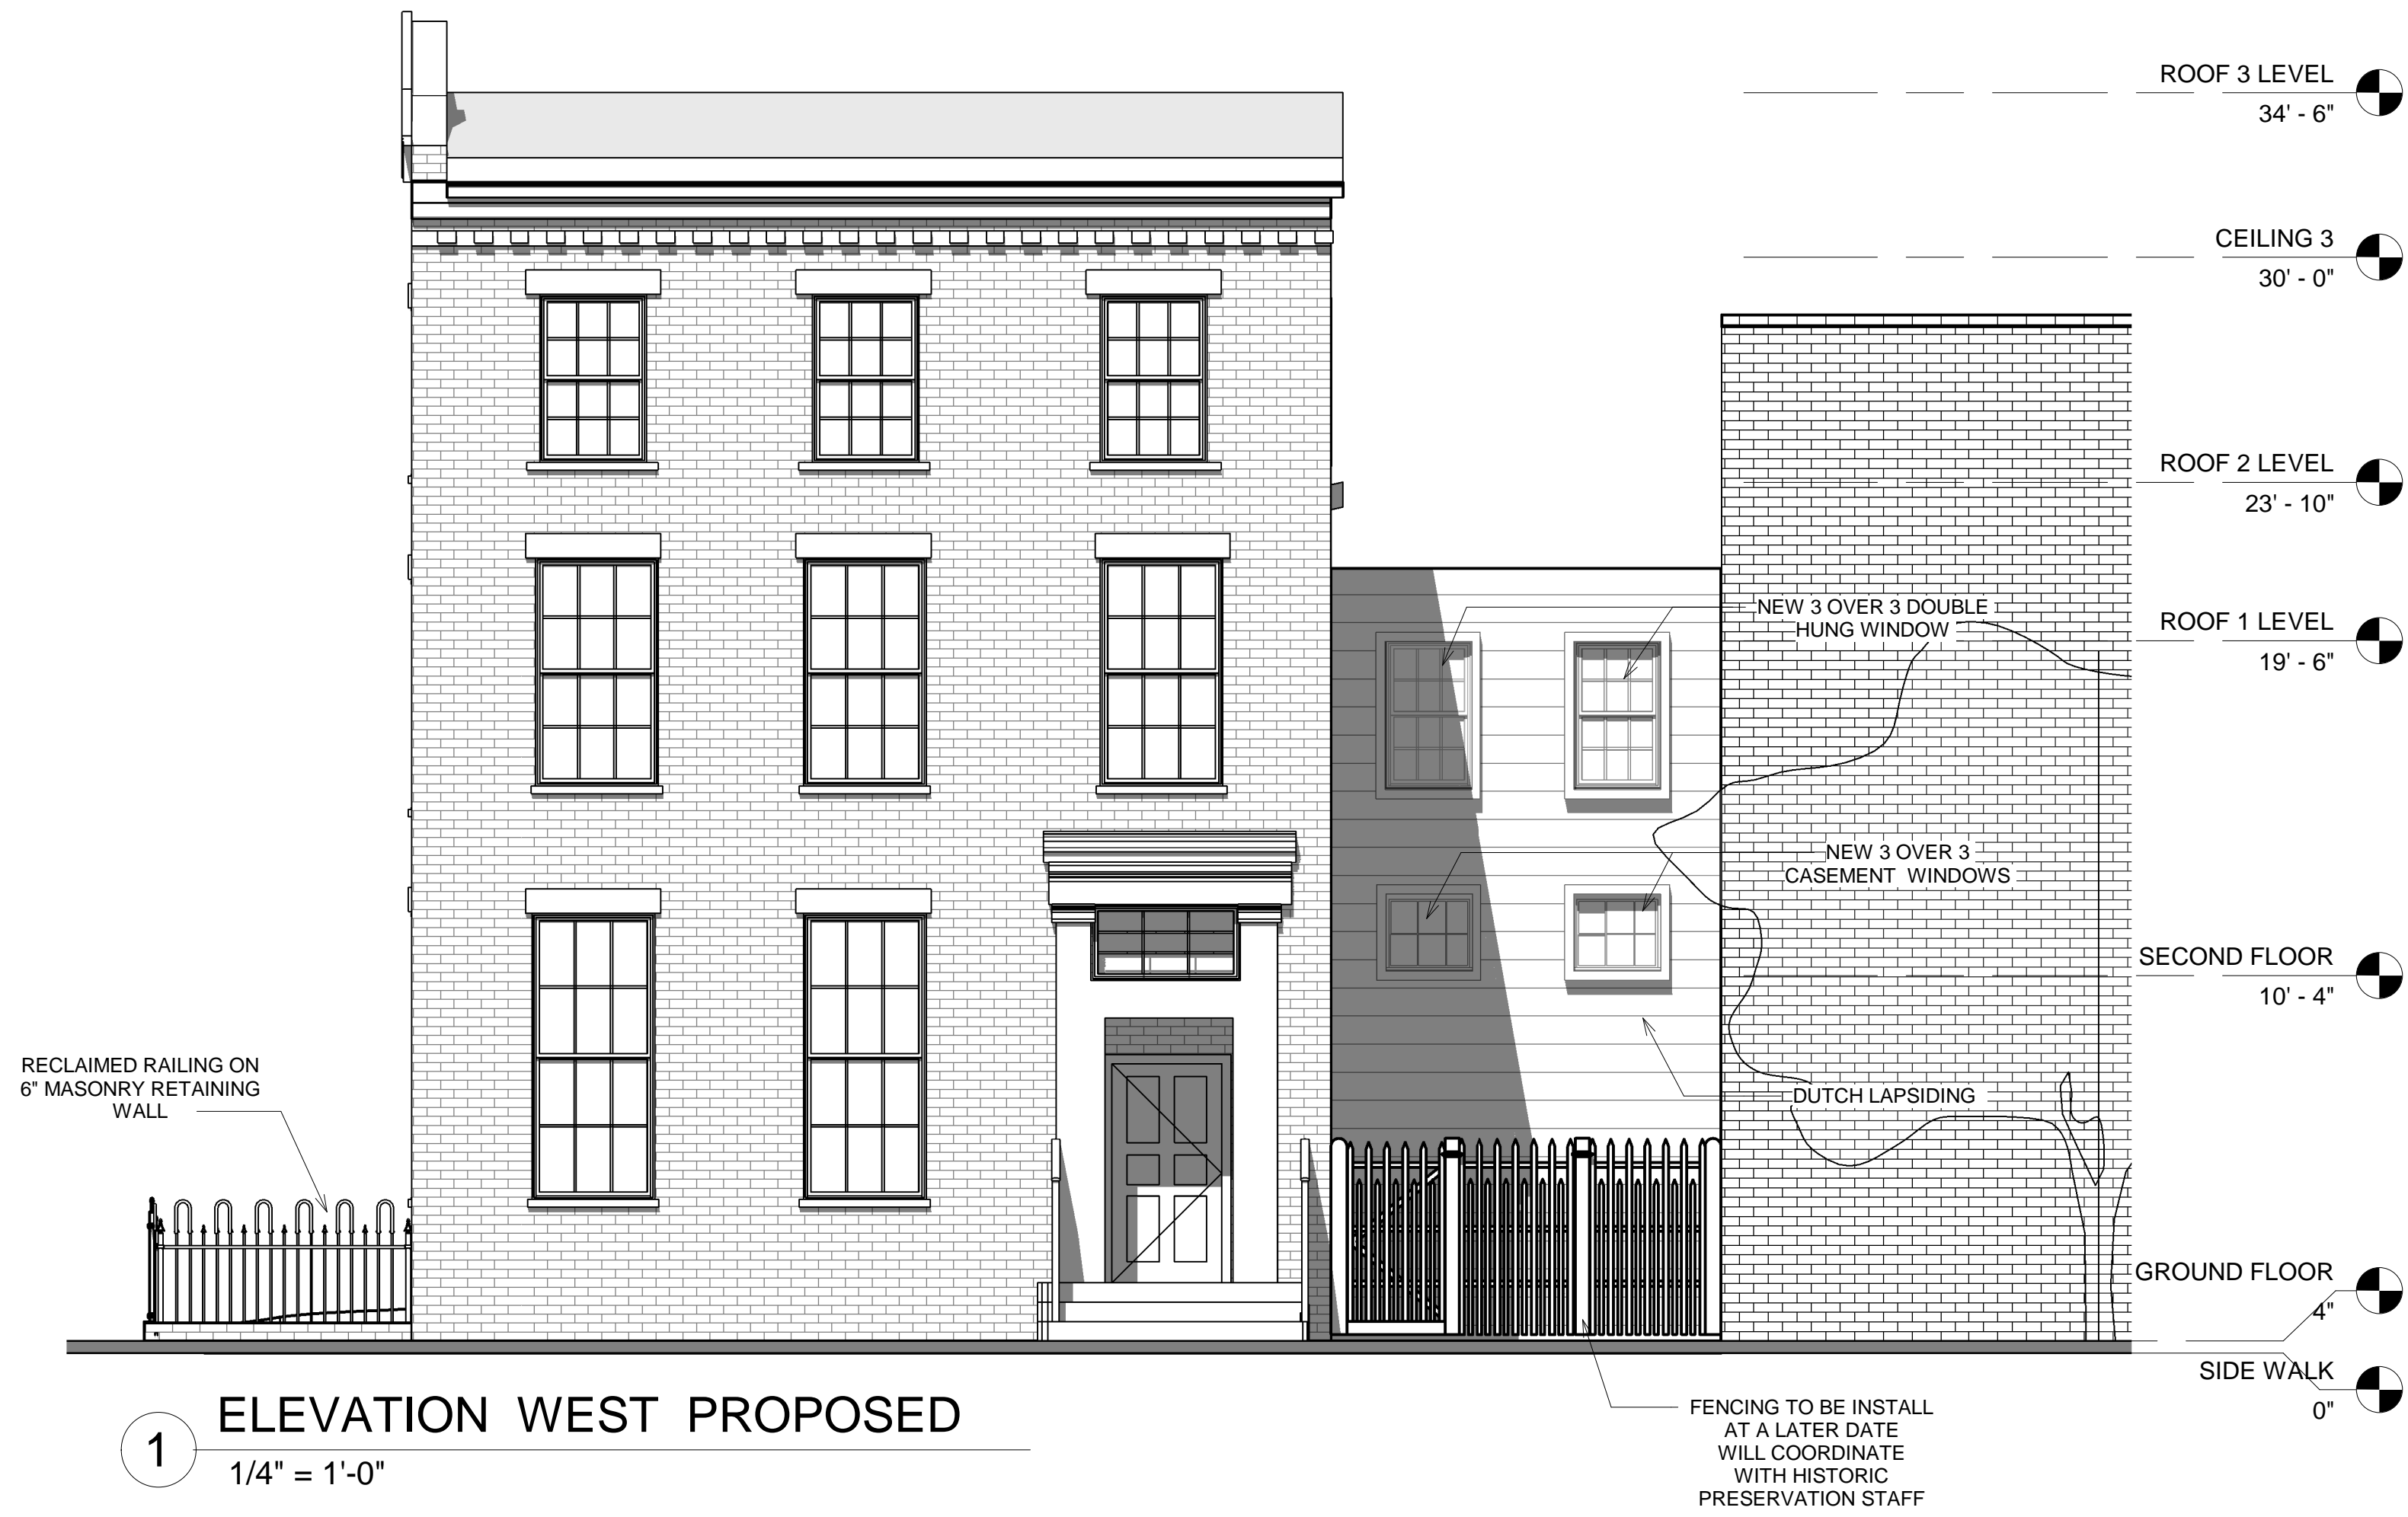 ROOF 3 LEVEL
34' - 6"
CEILING 3
30' - 0"
ROOF 2 LEVEL
23' - 10"
NEW 3 OVER 3 DOUBLE
HUNG WINDOW
ROOF 1 LEVEL
19' - 6"
NEW 3 OVER 3
CASEMENT WINDOWS
SECOND FLOOR
10' - 4"
RECLAIMED RAILING ON
6" MASONRY RETAINING
WALL
DUTCH LAPSIDING
GROUND FLOOR
4"
SIDE WALK
0"
1
ELEVATION WEST PROPOSED
1/4" = 1'-0"
FENCING TO BE INSTALL
AT A LATER DATE
WILL COORDINATE
WITH HISTORIC
PRESERVATION STAFF